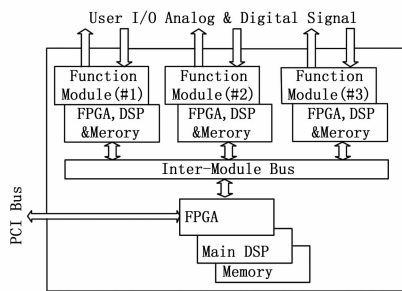 User I/O Analog & Digital Signal
Function
Module(#1)
FPGA, DSP
&Merory
Function
Module(#2)
FPGA, DSP
&Merory
Function
Module(#3)
FPGA, DSP
&Merory
Inter-Module Bus
PCI Bus
FPGA
Main DSP
Memory